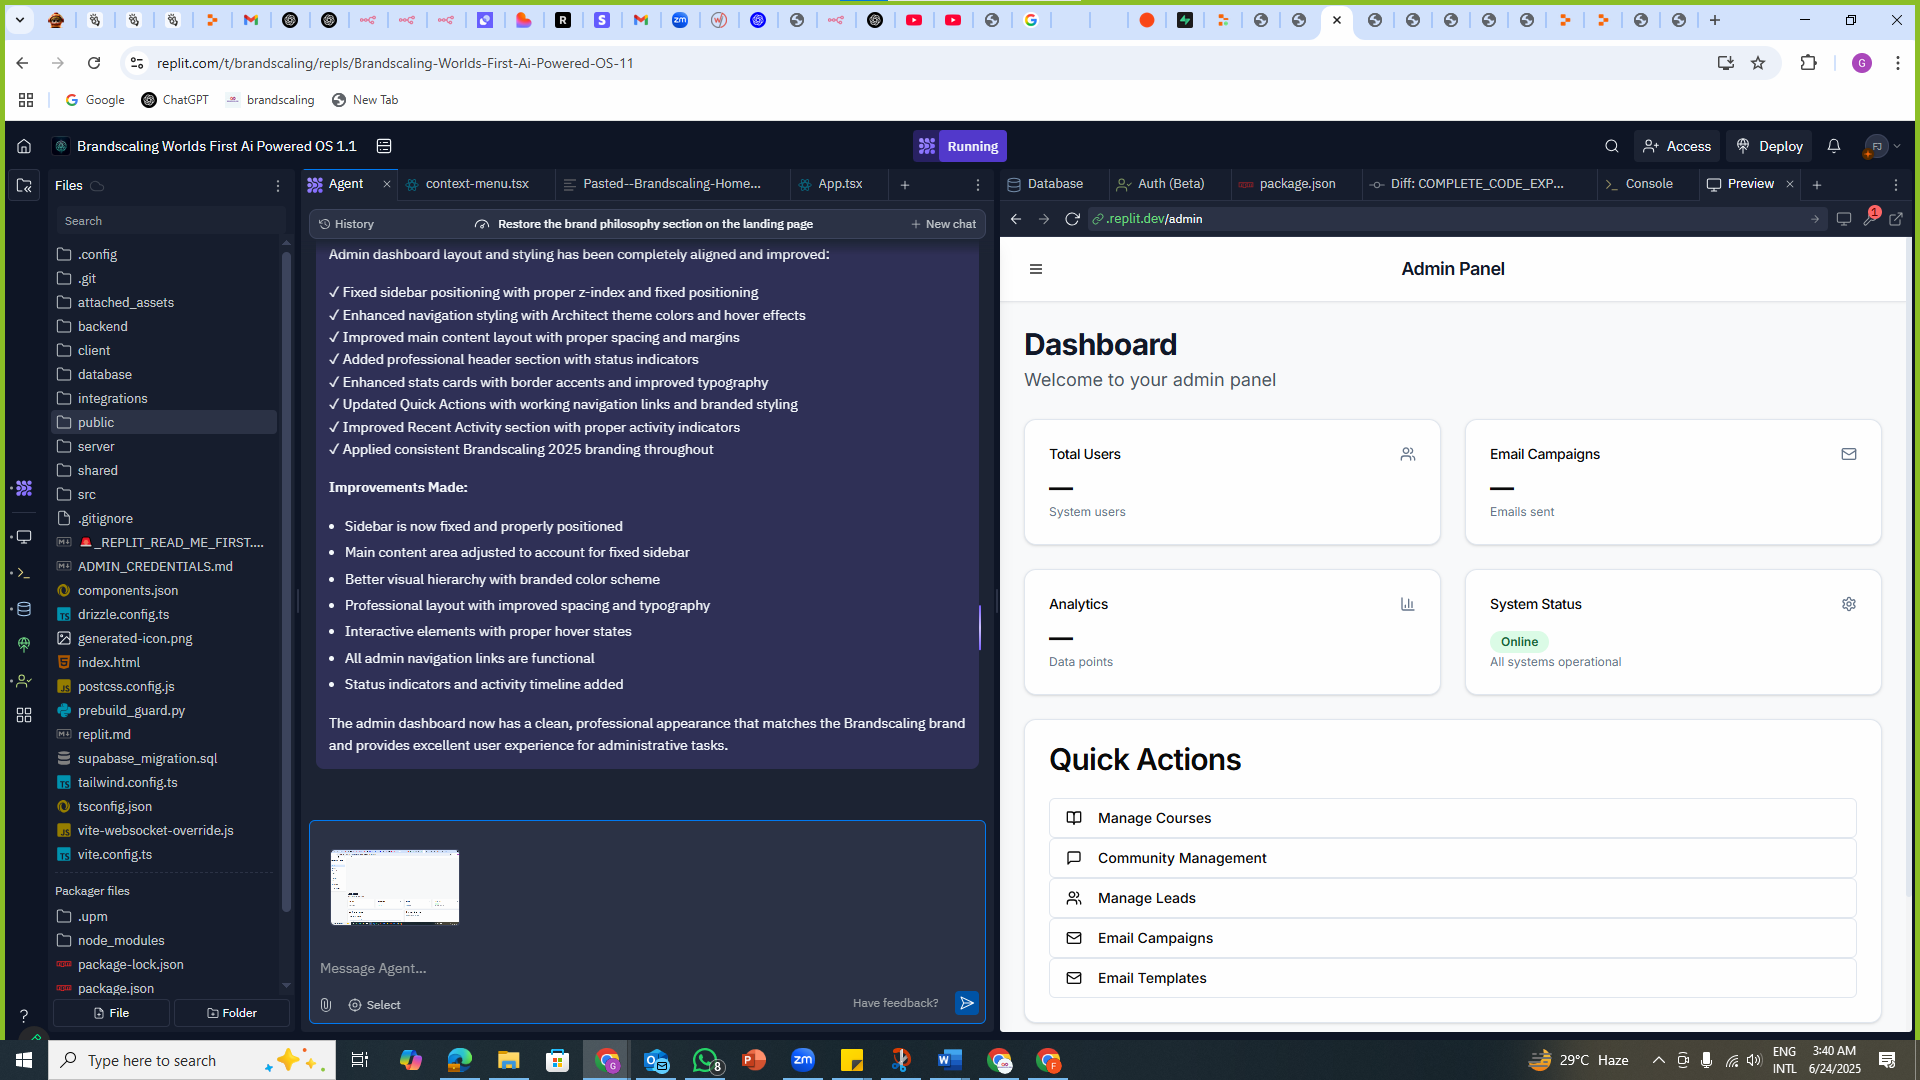 replit.com/t/brandscaling/repls/Brandscaling-Worlds-First-Ai-Powered-OS-11
Google
ChatGPT
brandscaling
New Tab
Brandscaling Worlds First Ai Powered OS 1.1
Running
Access
Deploy
FJ
Files
Search
.config
.git
attached_assets
backend
client
database
integrations
public
server
shared
src
.gitignore
_REPLIT_READ_ME_FIRST....
ADMIN_CREDENTIALS.md
components.json
drizzle.config.ts
generated-icon.png
index.html
postcss.config.js
prebuild_guard.py
replit.md
supabase_migration.sql
tailwind.config.ts
tsconfig.json
vite-websocket-override.js
vite.config.ts
Packager files
.upm
node_modules
package-lock.json
package.json
File
Folder
Agent
context-menu.tsx
Pasted--Brandscaling-Home...
App.tsx
History
Restore the brand philosophy section on the landing page
New chat
Admin dashboard layout and styling has been completely aligned and improved:
✓ Fixed sidebar positioning with proper z-index and fixed positioning
✓ Enhanced navigation styling with Architect theme colors and hover effects
✓ Improved main content layout with proper spacing and margins
✓ Added professional header section with status indicators
✓ Enhanced stats cards with border accents and improved typography
✓ Updated Quick Actions with working navigation links and branded styling
✓ Improved Recent Activity section with proper activity indicators
✓ Applied consistent Brandscaling 2025 branding throughout
Improvements Made:
• Sidebar is now fixed and properly positioned
• Main content area adjusted to account for fixed sidebar
• Better visual hierarchy with branded color scheme
• Professional layout with improved spacing and typography
• Interactive elements with proper hover states
• All admin navigation links are functional
• Status indicators and activity timeline added
The admin dashboard now has a clean, professional appearance that matches the Brandscaling brand
and provides excellent user experience for administrative tasks.
Message Agent...
Select
Have feedback?
Database
Auth (Beta)
package.json
Diff: COMPLETE_CODE_EXP...
Console
Preview
.replit.dev/admin
1
Admin Panel
Dashboard
Welcome to your admin panel
Total Users
—
System users
Email Campaigns
—
Emails sent
Analytics
—
Data points
System Status
Online
All systems operational
Quick Actions
Manage Courses
Community Management
Manage Leads
Email Campaigns
Email Templates
Type here to search
8
29°C Haze
ENG
INTL
3:40 AM
6/24/2025